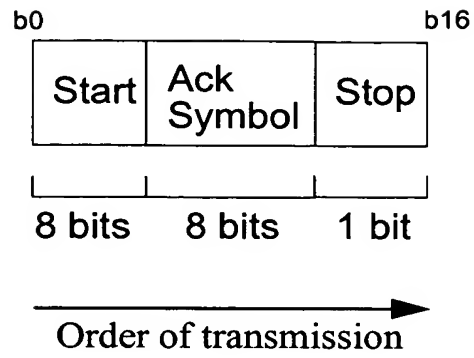 b0 b16
Start Ack Symbol Stop
8 bits 8 bits 1 bit
Order of transmission